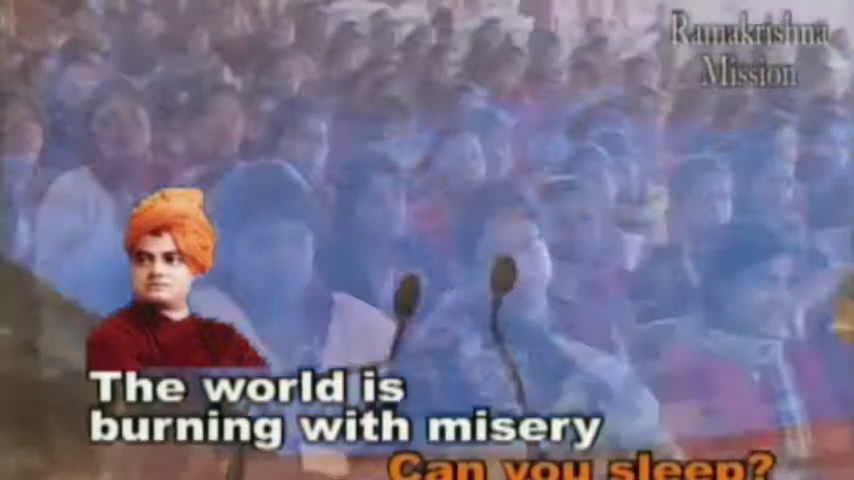 Ramakrishna
Mission
The world is
burning with misery
Can you sleep?